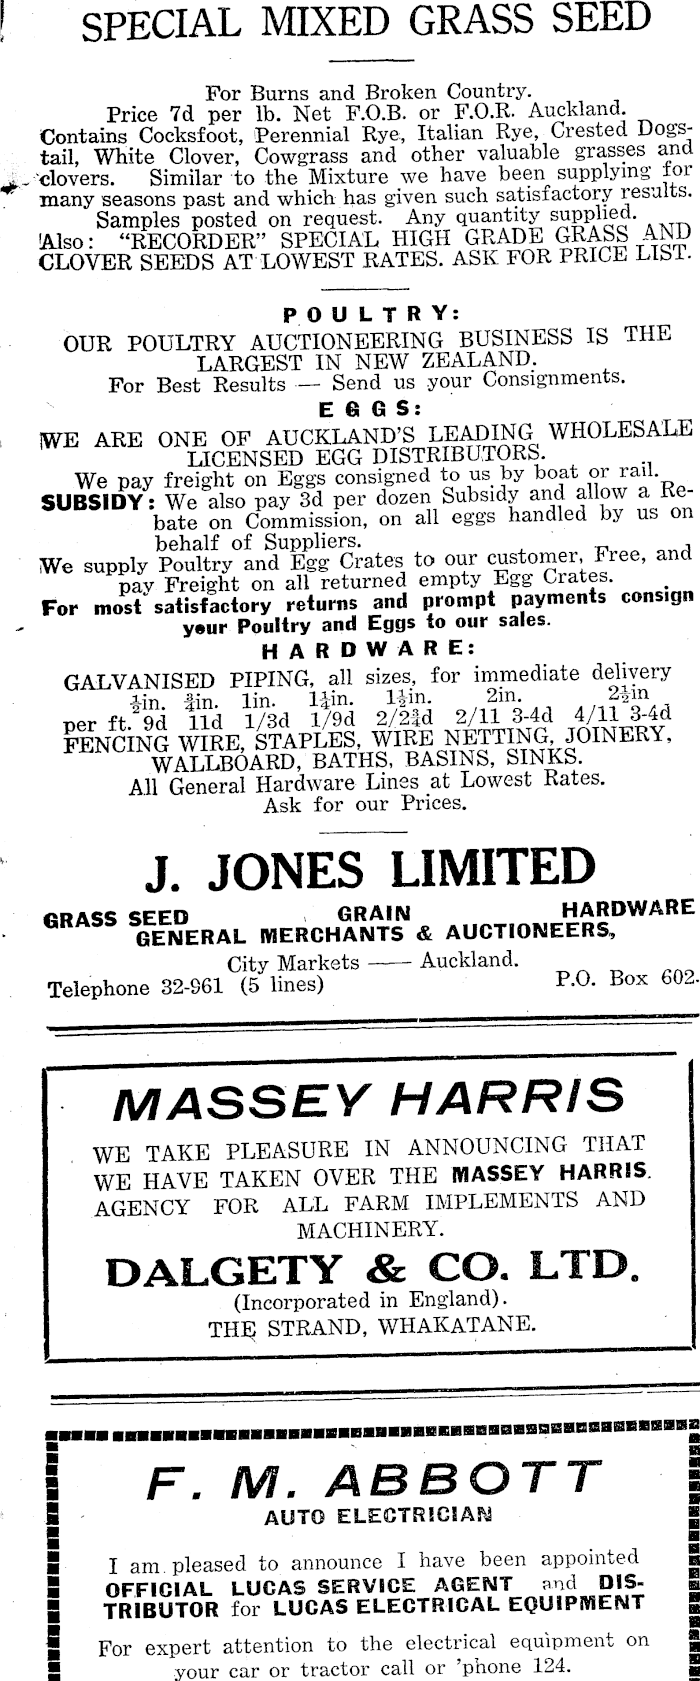 SPECIAL MIXED GRASS SEED
For Burns and Broken Country.
Price 7d per lb. Net F.O.B. or F.O.R. Auckland.
Contains Cocksfoot, Perennial Rye, Italian Rye, Crested Dogs-
tail, White Clover, Cowgrass and other valuable grasses and
clovers. Similar to the Mixture we have been supplying for
many seasons past and which has given such satisfactory results.
Samples posted on request. Any quantity supplied.
Also: "RECORDER" SPECIAL HIGH GRADE GRASS AND
CLOVER SEEDS AT LOWEST RATES. ASK FOR PRICE LIST.
POULTRY:
OUR POULTRY AUCTIONEERING BUSINESS IS THE
LARGEST IN NEW ZEALAND.
For Best Results — Send us your Consignments.
EGGS:
WE ARE ONE OF AUCKLAND'S LEADING WHOLESALE
LICENSED EGG DISTRIBUTORS.
We pay freight on Eggs consigned to us by boat or rail.
SUBSIDY: We also pay 3d per dozen Subsidy and allow a Re-
bate on Commission, on all eggs handled by us on
behalf of Suppliers.
We supply Poultry and Egg Crates to our customer, Free, and
pay Freight on all returned empty Egg Crates.
For most satisfactory returns and prompt payments consign
your Poultry and Eggs to our sales.
HARDWARE:
GALVANISED PIPING, all sizes, for immediate delivery
½in. ¾in. 1in. 1¼in. 1½in. 2in. 2½in
per ft. 9d 11d 1/3d 1/9d 2/2¾d 2/11 3-4d 4/11 3-4d
FENCING WIRE, STAPLES, WIRE NETTING, JOINERY,
WALLBOARD, BATHS, BASINS, SINKS.
All General Hardware Lines at Lowest Rates.
Ask for our Prices.
J. JONES LIMITED
GRASS SEED GRAIN HARDWARE
GENERAL MERCHANTS & AUCTIONEERS,
City Markets —— Auckland.
Telephone 32-961 (5 lines) P.O. Box 602.
MASSEY HARRIS
WE TAKE PLEASURE IN ANNOUNCING THAT
WE HAVE TAKEN OVER THE MASSEY HARRIS.
AGENCY FOR ALL FARM IMPLEMENTS AND
MACHINERY.
DALGETY & CO. LTD.
(Incorporated in England).
THE STRAND, WHAKATANE.
F. M. ABBOTT
AUTO ELECTRICIAN
I am pleased to announce I have been appointed
OFFICIAL LUCAS SERVICE AGENT and DIS-
TRIBUTOR for LUCAS ELECTRICAL EQUIPMENT
For expert attention to the electrical equipment on
your car or tractor call or 'phone 124.